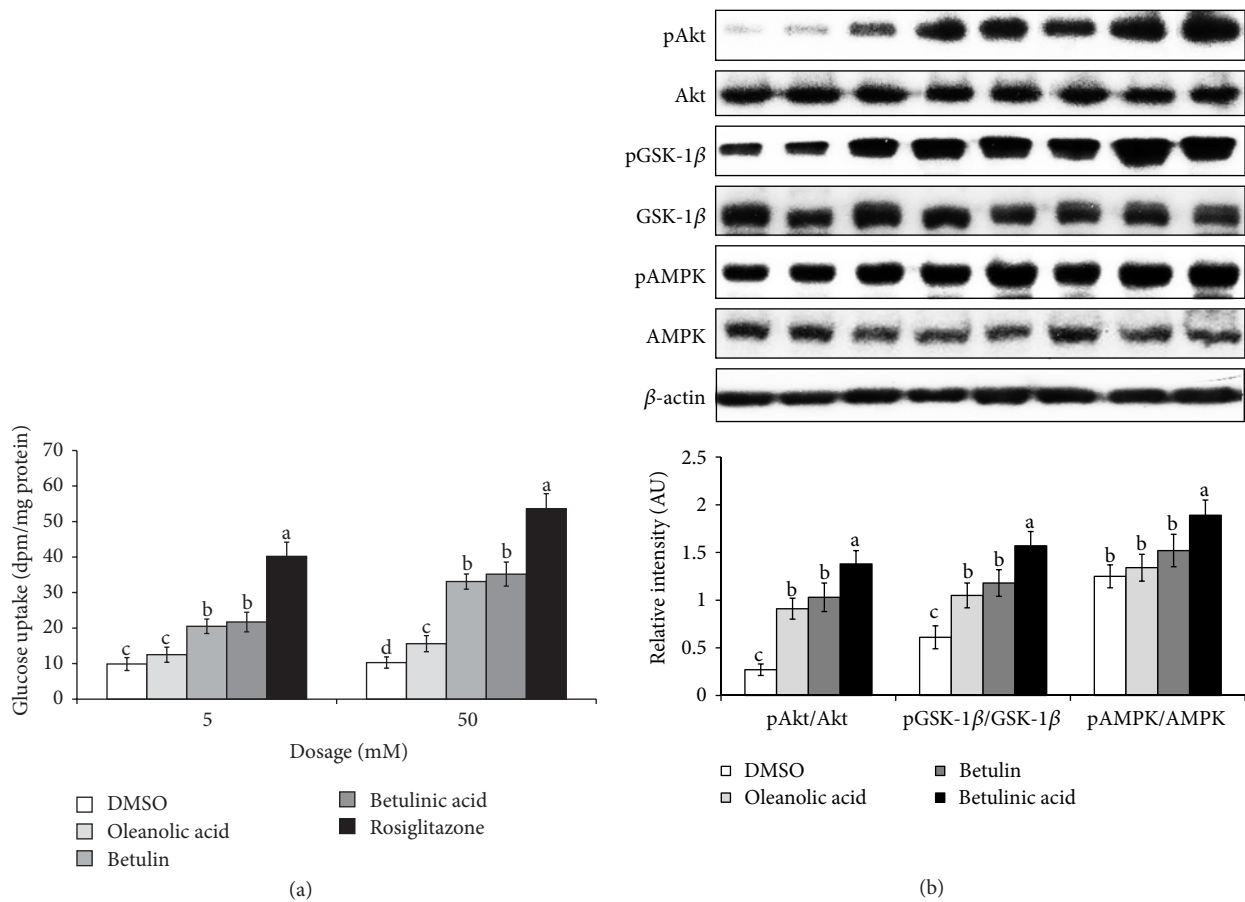 70
60
50
40
30
20
10
0
Glucose uptake (dpm/mg protein)
c
c
b
b
a
d
c
b
b
a
5
50
Dosage (mM)
DMSO
Oleanolic acid
Betulin
Betulinic acid
Rosiglitazone
(a)
pAkt
Akt
pGSK-1β
GSK-1β
pAMPK
AMPK
β-actin
2.5
2
1.5
1
0.5
0
Relative intensity (AU)
c
b
b
a
c
b
b
a
b
b
b
a
pAkt/Akt
pGSK-1β/GSK-1β
pAMPK/AMPK
DMSO
Oleanolic acid
Betulin
Betulinic acid
(b)